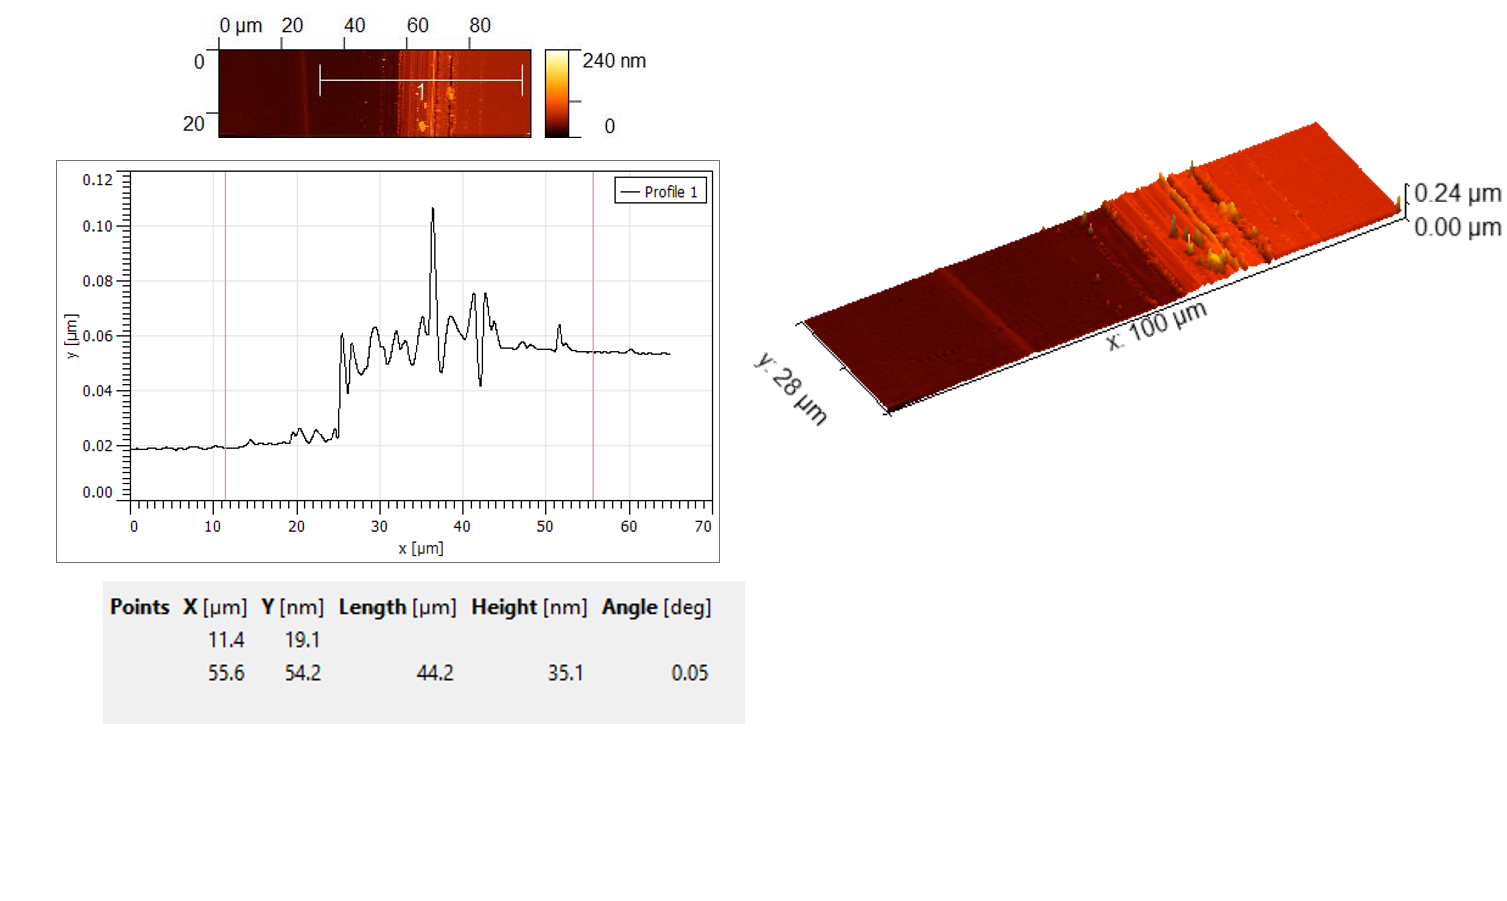 0 µm 20 40 60 80
0
20
1
240 nm
0
0.12
0.10
0.08
0.06
0.04
0.02
0.00
y [µm]
Profile 1
0 10 20 30 40 50 60 70
x [µm]
Points X [µm] Y [nm] Length [µm] Height [nm] Angle [deg]
11.4 19.1
55.6 54.2 44.2 35.1 0.05
0.24 µm
0.00 µm
x: 100 µm
y: 28 µm